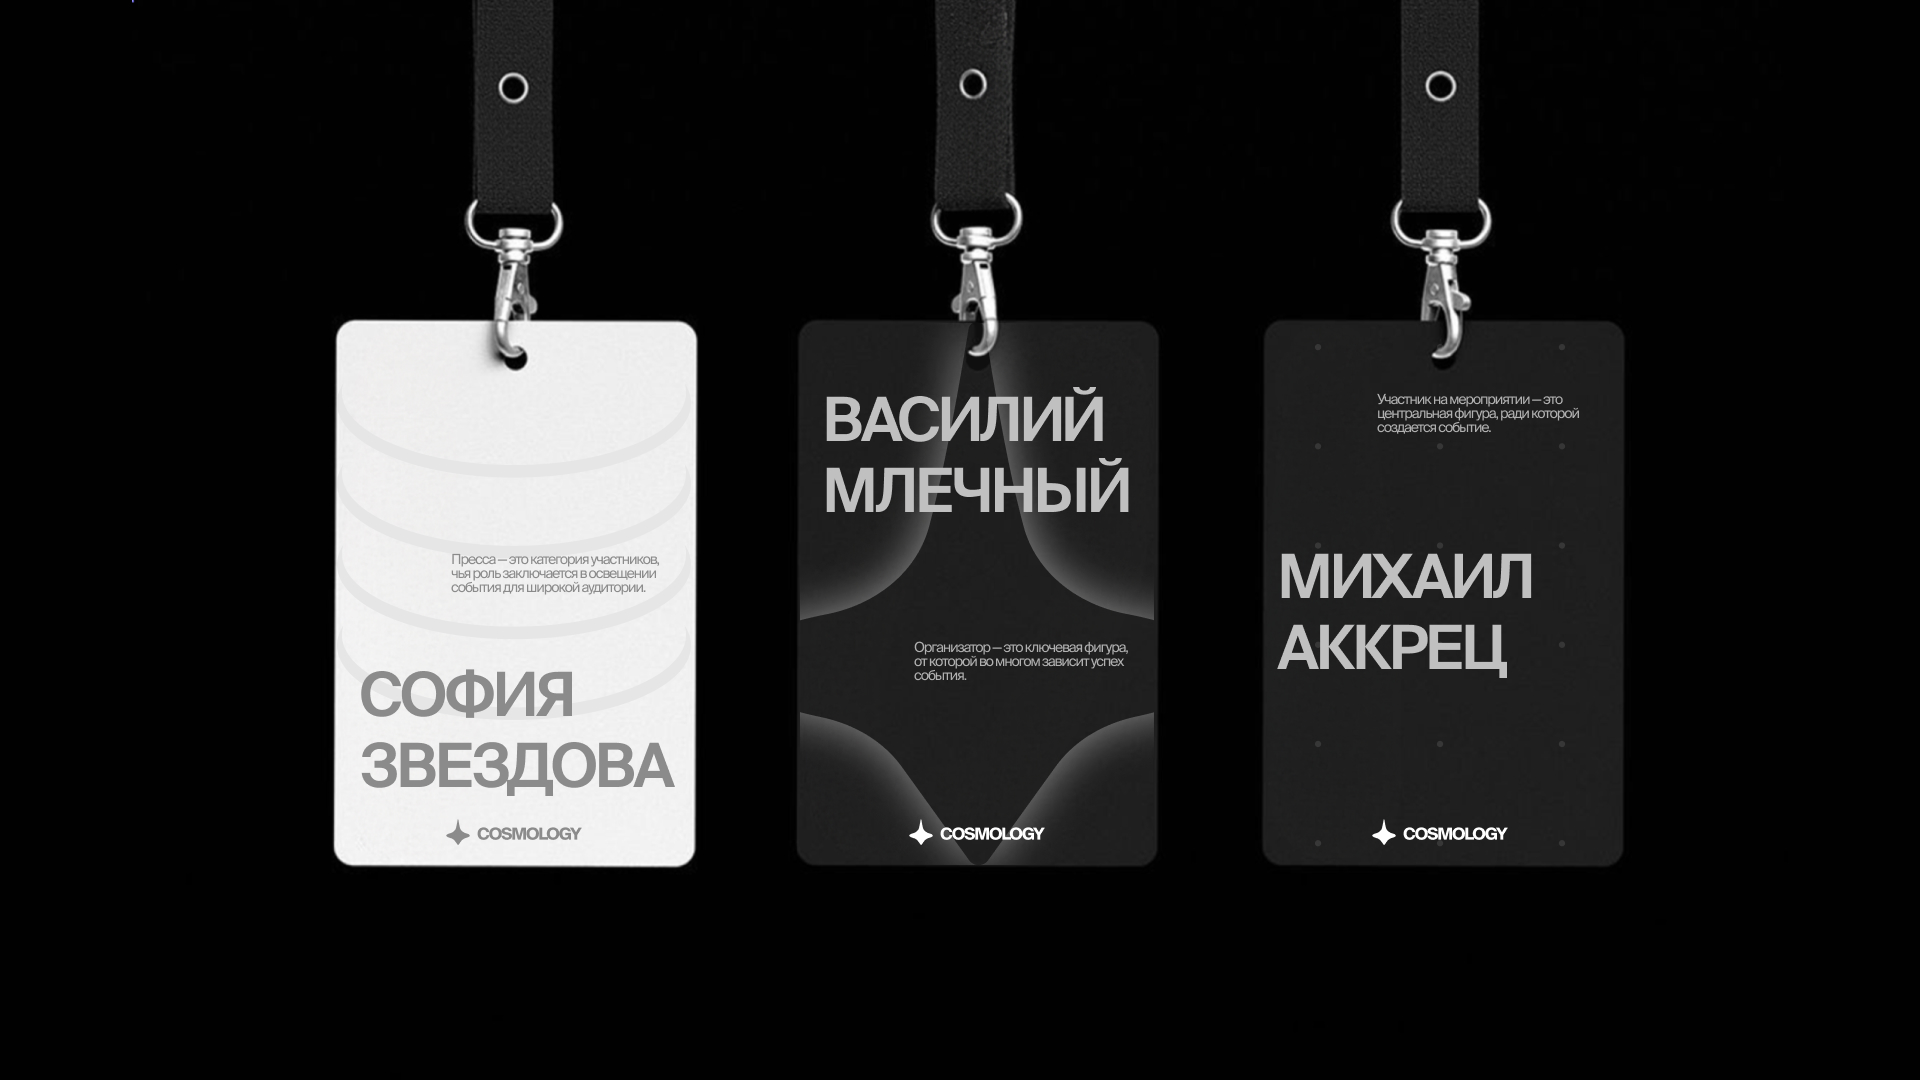 Пресса — это категория участников,
чья роль заключается в освещении
события для широкой аудитории.
СОФИЯ
ЗВЕЗДОВА
COSMOLOGY
ВАСИЛИЙ
МЛЕЧНЫЙ
Организатор — это ключевая фигура,
от которой во многом зависит успех
события.
COSMOLOGY
Участник на мероприятии — это
центральная фигура, ради которой
создается событие.
МИХАИЛ
АККРЕЦ
COSMOLOGY